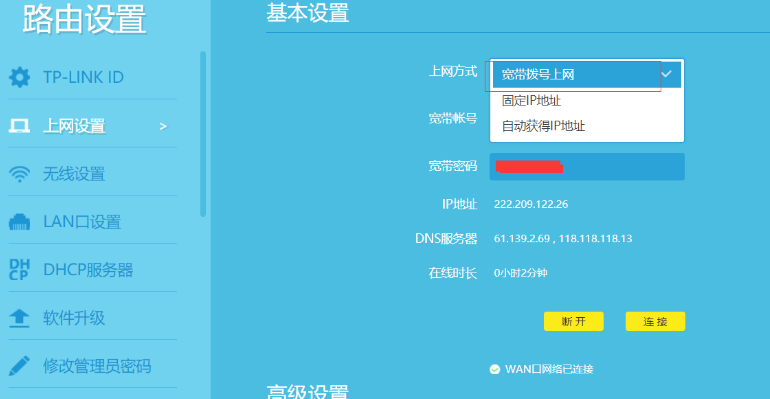 路由设置
TP-LINK ID
上网设置 >
无线设置
LAN口设置
DHCP
DHCP服务器
软件升级
修改管理员密码
基本设置
上网方式 宽带拨号上网
固定IP地址
自动获得IP地址
宽带帐号
宽带密码
IP地址 222.209.122.26
DNS服务器 61.139.2.69 , 118.118.118.13
在线时长 0小时2分钟
断 开 连 接
WAN口网络已连接
高级设置